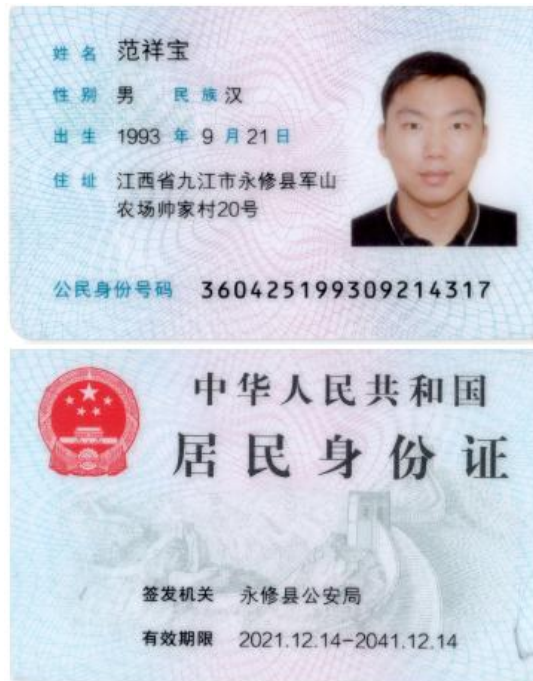 姓名 范祥宝
性别 男 民族 汉
出生 1993 年 9 月 21 日
住址 江西省九江市永修县军山
农场帅家村20号
公民身份号码 360425199309214317
中华人民共和国
居民身份证
签发机关 永修县公安局
有效期限 2021.12.14-2041.12.14